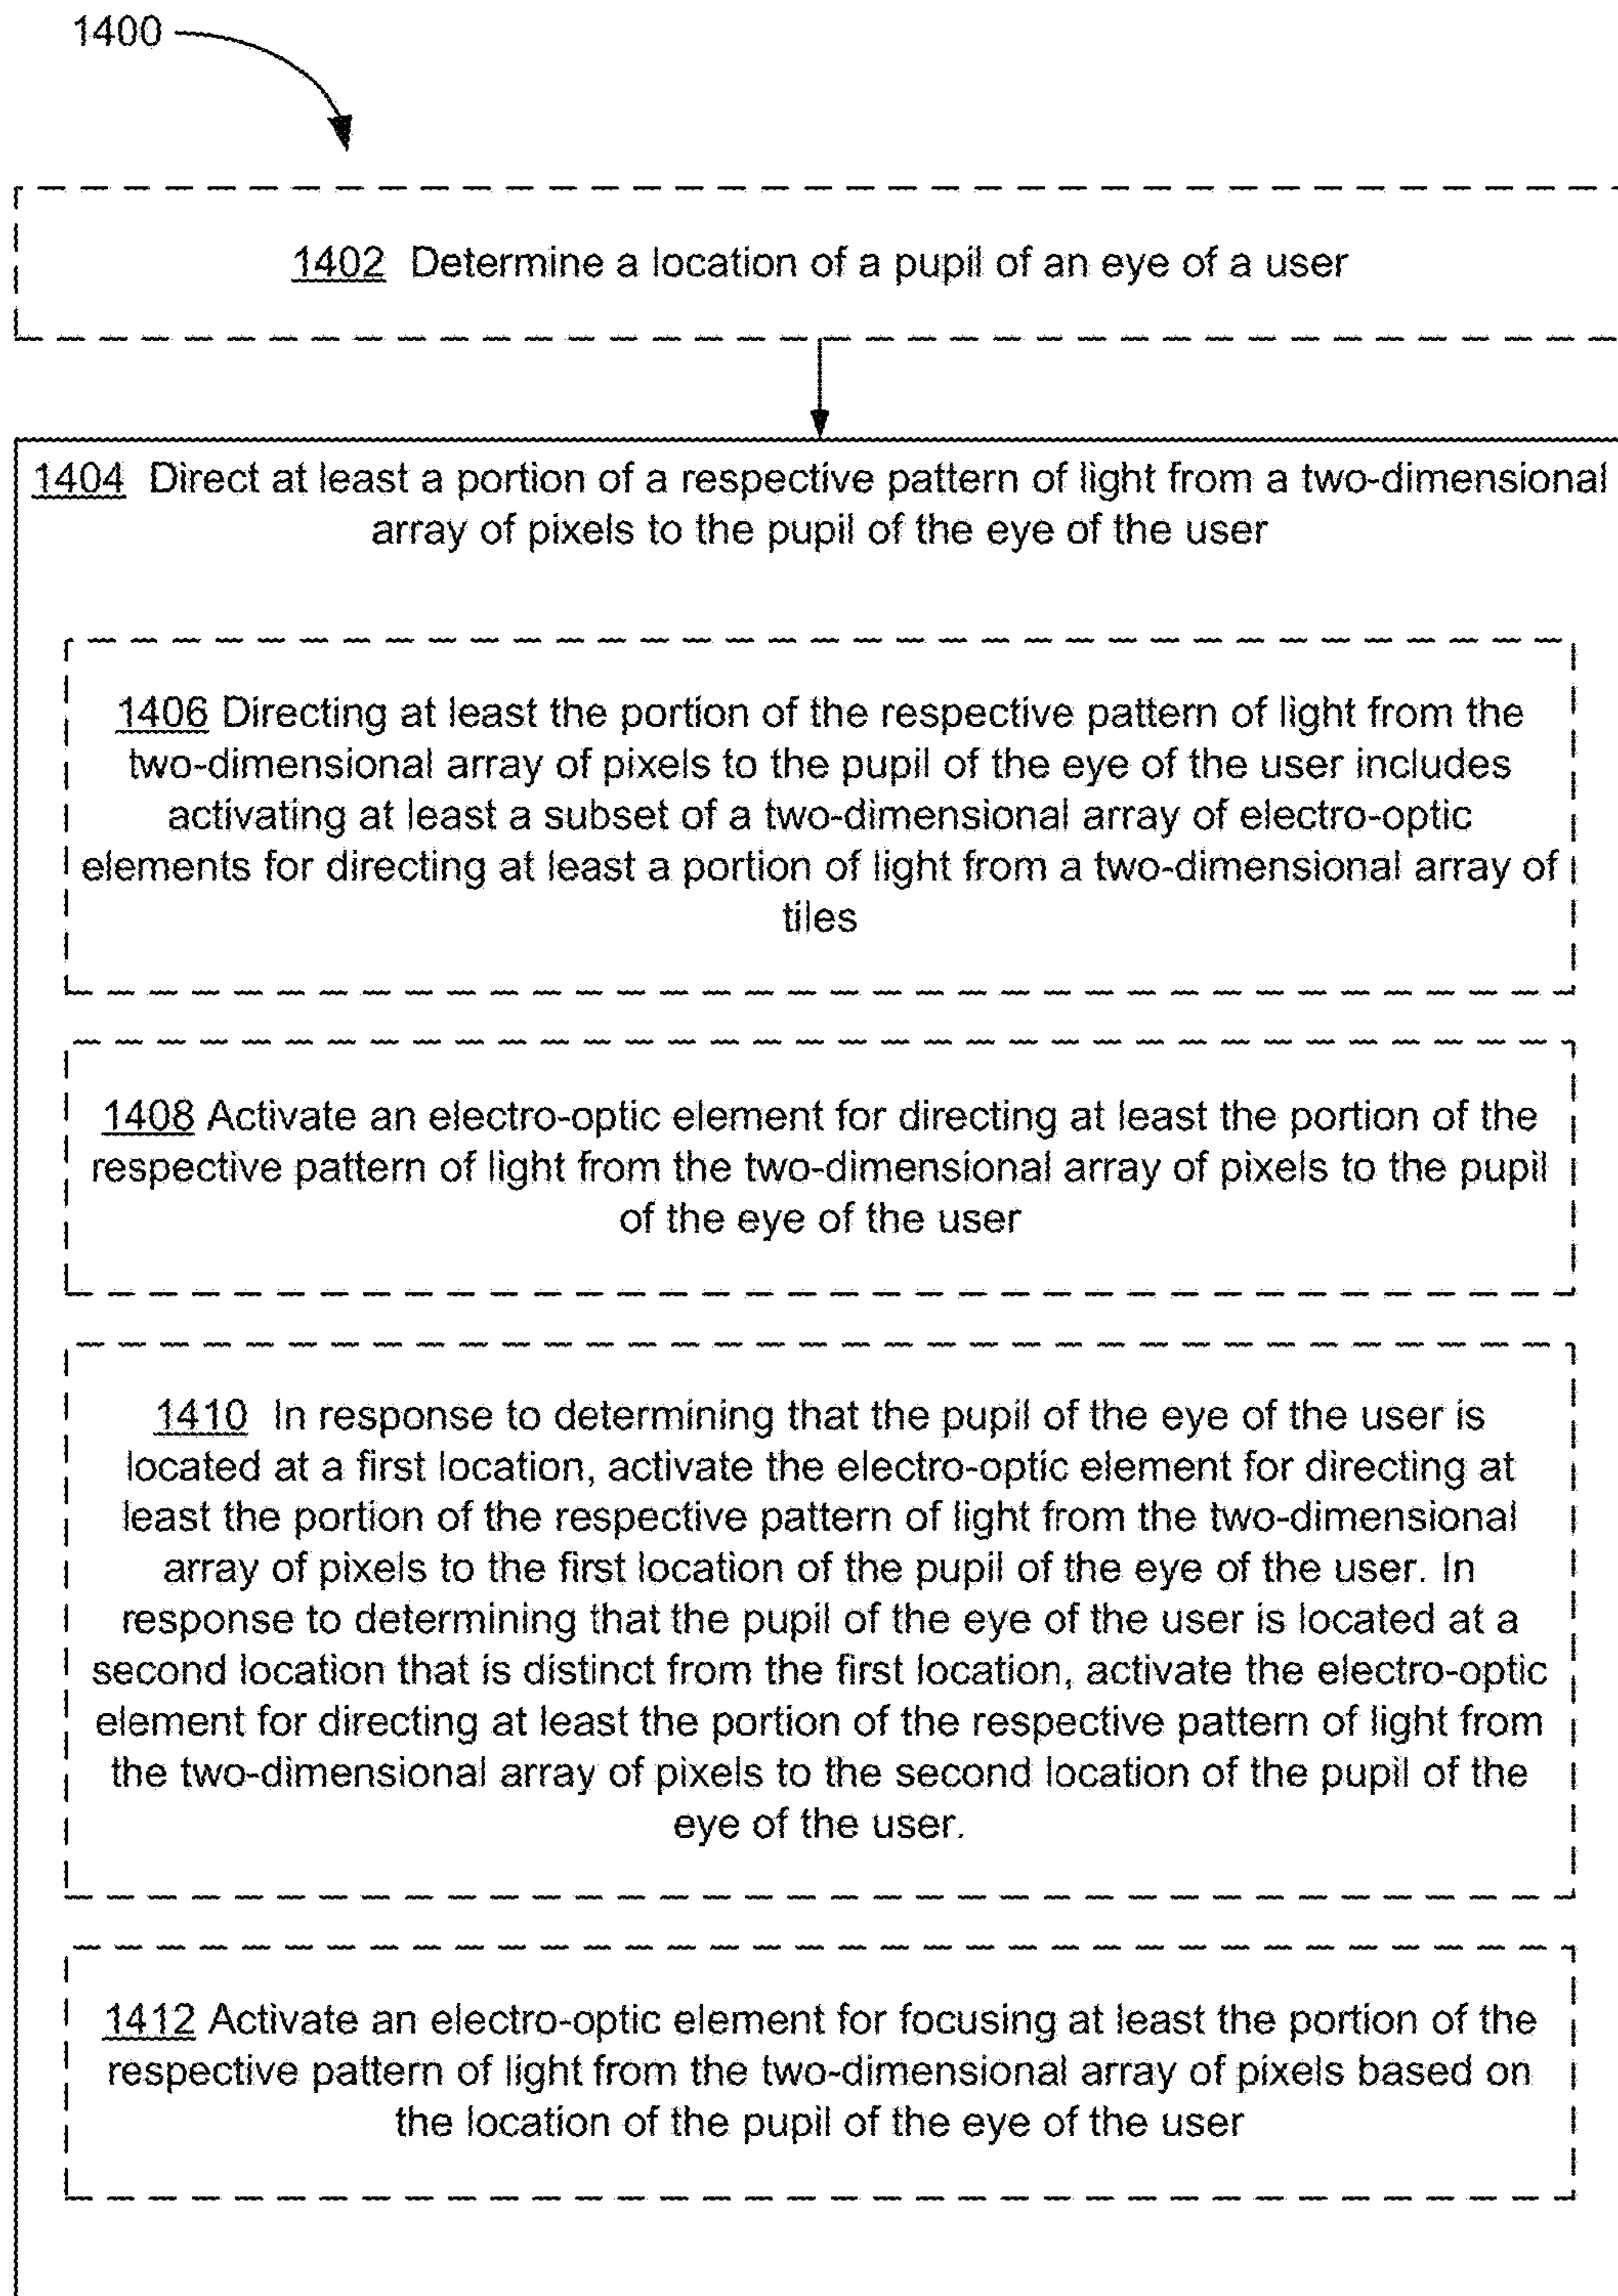 1400
1402 Determine a location of a pupil of an eye of a user
1404 Direct at least a portion of a respective pattern of light from a two-dimensional
array of pixels to the pupil of the eye of the user
1406 Directing at least the portion of the respective pattern of light from the
two-dimensional array of pixels to the pupil of the eye of the user includes
activating at least a subset of a two-dimensional array of electro-optic
elements for directing at least a portion of light from a two-dimensional array of
tiles
1408 Activate an electro-optic element for directing at least the portion of the
respective pattern of light from the two-dimensional array of pixels to the pupil
of the eye of the user
1410 In response to determining that the pupil of the eye of the user is
located at a first location, activate the electro-optic element for directing at
least the portion of the respective pattern of light from the two-dimensional
array of pixels to the first location of the pupil of the eye of the user. In
response to determining that the pupil of the eye of the user is located at a
second location that is distinct from the first location, activate the electro-optic
element for directing at least the portion of the respective pattern of light from
the two-dimensional array of pixels to the second location of the pupil of the
eye of the user.
1412 Activate an electro-optic element for focusing at least the portion of the
respective pattern of light from the two-dimensional array of pixels based on
the location of the pupil of the eye of the user